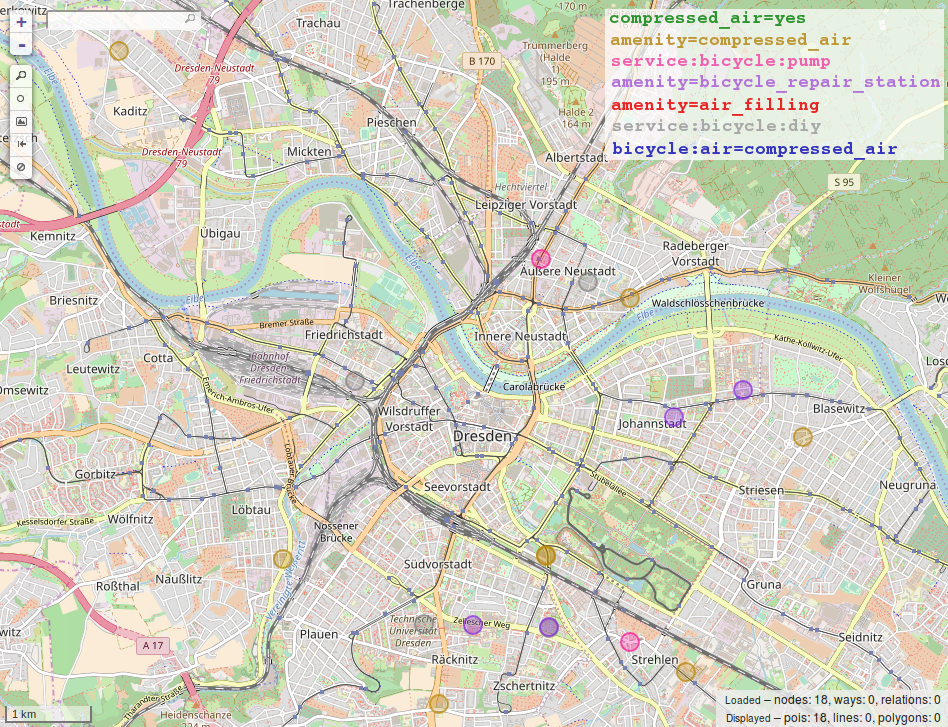 compressed_air=yes
amenity=compressed_air
service:bicycle:pump
amenity=bicycle_repair_station
amenity=air_filling
service:bicycle:diy
bicycle:air=compressed_air
+
-
Trachau
Trachenberge
170 m
Trümmerberg
(Halde
1)
195 m
Halde 2
164 m
B 170
Dresden-Neustadt
79
Kaditz
Pieschen
Mickten
Dresden-Neustadt
79
Albertstadt
S 95
Hechtviertel
Leipziger Vorstadt
Kemnitz
Übigau
Elbe
Radeberger
Vorstadt
Äußere Neustadt
Kleiner
Wolfshügel
Briesnitz
Elbe
Waldschlösschenbrücke
Elbe
Bremer Straße
Friedrichstadt
Innere Neustadt
Käthe-Kollwitz-Ufer
Cotta
Bahnhof
Dresden-
Friedrichstadt
Leutewitz
Omsewitz
Emerich-Ambros-Ufer
Carolabrücke
Wilsdruffer
Vorstadt
Johannstadt
Blasewitz
Dresden
Löbtauer
Gorbitz
Stübelallee
Seevorstadt
Striesen
Neugruna
Löbtau
Kesselsdorfer Straße
Wölfnitz
Nossener
Brücke
Südvorstadt
Roßthal
Naußlitz
Gruna
Vereinigte Weißeritz
Technische
Universität
Dresden
Zellescher Weg
Plauen
Seidnitz
A 17
Räcknitz
Strehlen
Zschertnitz
Tharandter Straße
Heidenschanze
1 km
Loaded – nodes: 18, ways: 0, relations: 0
Displayed – pois: 18, lines: 0, polygons: 0